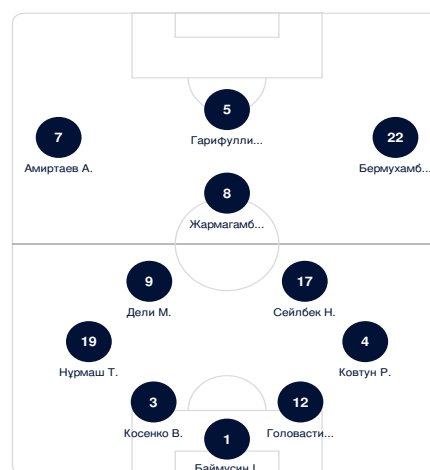 5
Гарифулли...
7
Амиртаев А.
22
Бермухамб...
8
Жармагамб...
9
Дели М.
17
Сейлбек Н.
19
Нұрмаш Т.
4
Ковтун Р.
3
Косенко В.
12
Головасти...
1
Баймусин І.